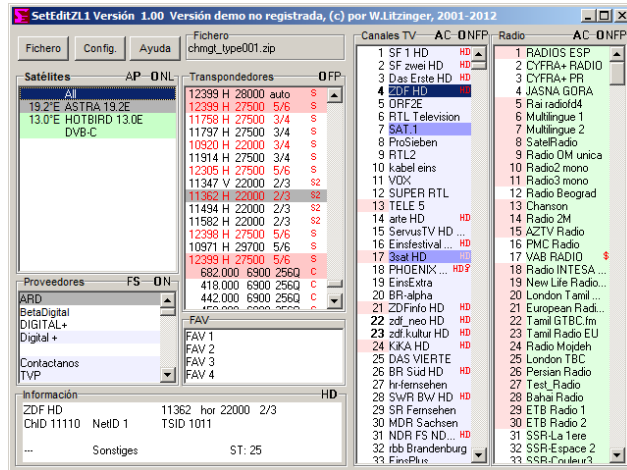 SetEditZL1 Versión 1.00 Versión demo no registrada, (c) por W.Litzinger, 2001-2012
Fichero Config. Ayuda
Fichero
chmgt_type001.zip
Satélites AP ONL
All
19.2°E ASTRA 19.2E
13.0°E HOTBIRD 13.0E
DVB-C
Transpondedores OFP
12399 H 28000 auto S
12399 H 27500 5/6 S
11758 H 27500 3/4 S
11797 H 27500 3/4 S
10920 H 22000 3/4 S
11914 H 27500 3/4 S
12305 H 27500 5/6 S
11347 V 22000 2/3 S2
11362 H 22000 2/3 S2
11494 H 22000 2/3 S2
11582 H 22000 2/3 S2
12398 H 27500 5/6 S
10971 H 29700 5/6 S
12399 H 27500 5/6 S
682.000 6900 256Q C
418.000 6900 256Q C
442.000 6900 256Q C
Proveedores FS ON
ARD
BetaDigital
DIGITAL+
Digital +
Contactanos
TVP
FAV
FAV 1
FAV 2
FAV 3
FAV 4
Información HD
ZDF HD 11362 hor 22000 2/3
ChID 11110 NetID 1 TSID 1011
--- Sonstiges ST: 25
Canales TV AC ONFP
1 SF 1 HD HD
2 SF zwei HD HD
3 Das Erste HD HD
4 ZDF HD HD
5 ORF2E
6 RTL Television
7 SAT.1
8 ProSieben
9 RTL2
10 kabel eins
11 VOX
12 SUPER RTL
13 TELE 5
14 arte HD HD
15 ServusTV HD ...
16 Einsfestival ... HD
17 3sat HD HD
18 PHOENIX ... HD?
19 EinsExtra
20 BR-alpha
21 ZDFinfo HD HD
22 zdf_neo HD HD
23 zdf.kultur HD HD
24 KiKA HD HD
25 DAS VIERTE
26 BR Süd HD HD
27 hr-fernsehen
28 SWR BW HD HD
29 SR Fernsehen
30 MDR Sachsen
31 NDR FS ND... HD
32 rbb Brandenburg
33 EinsPlus
Radio AC ONFP
1 RADIOS ESP
2 CYFRA+ RADIO
3 CYFRA+ PR
4 JASNA GORA
5 Rai radiofd4
6 Multilingue 1
7 Multilingue 2
8 SatelRadio
9 Radio OM unica
10 Radio2 mono
11 Radio3 mono
12 Radio Beograd
13 Chanson
14 Radio 2M
15 AZTV Radio
16 PMC Radio
17 VAB RADIO $
18 Radio INTESA ...
19 New Life Radio...
20 London Tamil ...
21 European Radi...
22 Tamil GTBC.fm
23 Tamil Radio EU
24 Radio Mojdeh
25 London TBC
26 Persian Radio
27 Test_Radio
28 Bahai Radio
29 ETB Radio 1
30 ETB Radio 2
31 SSR-La 1ere
32 SSR-Espace 2
33 SSR-Couleur3